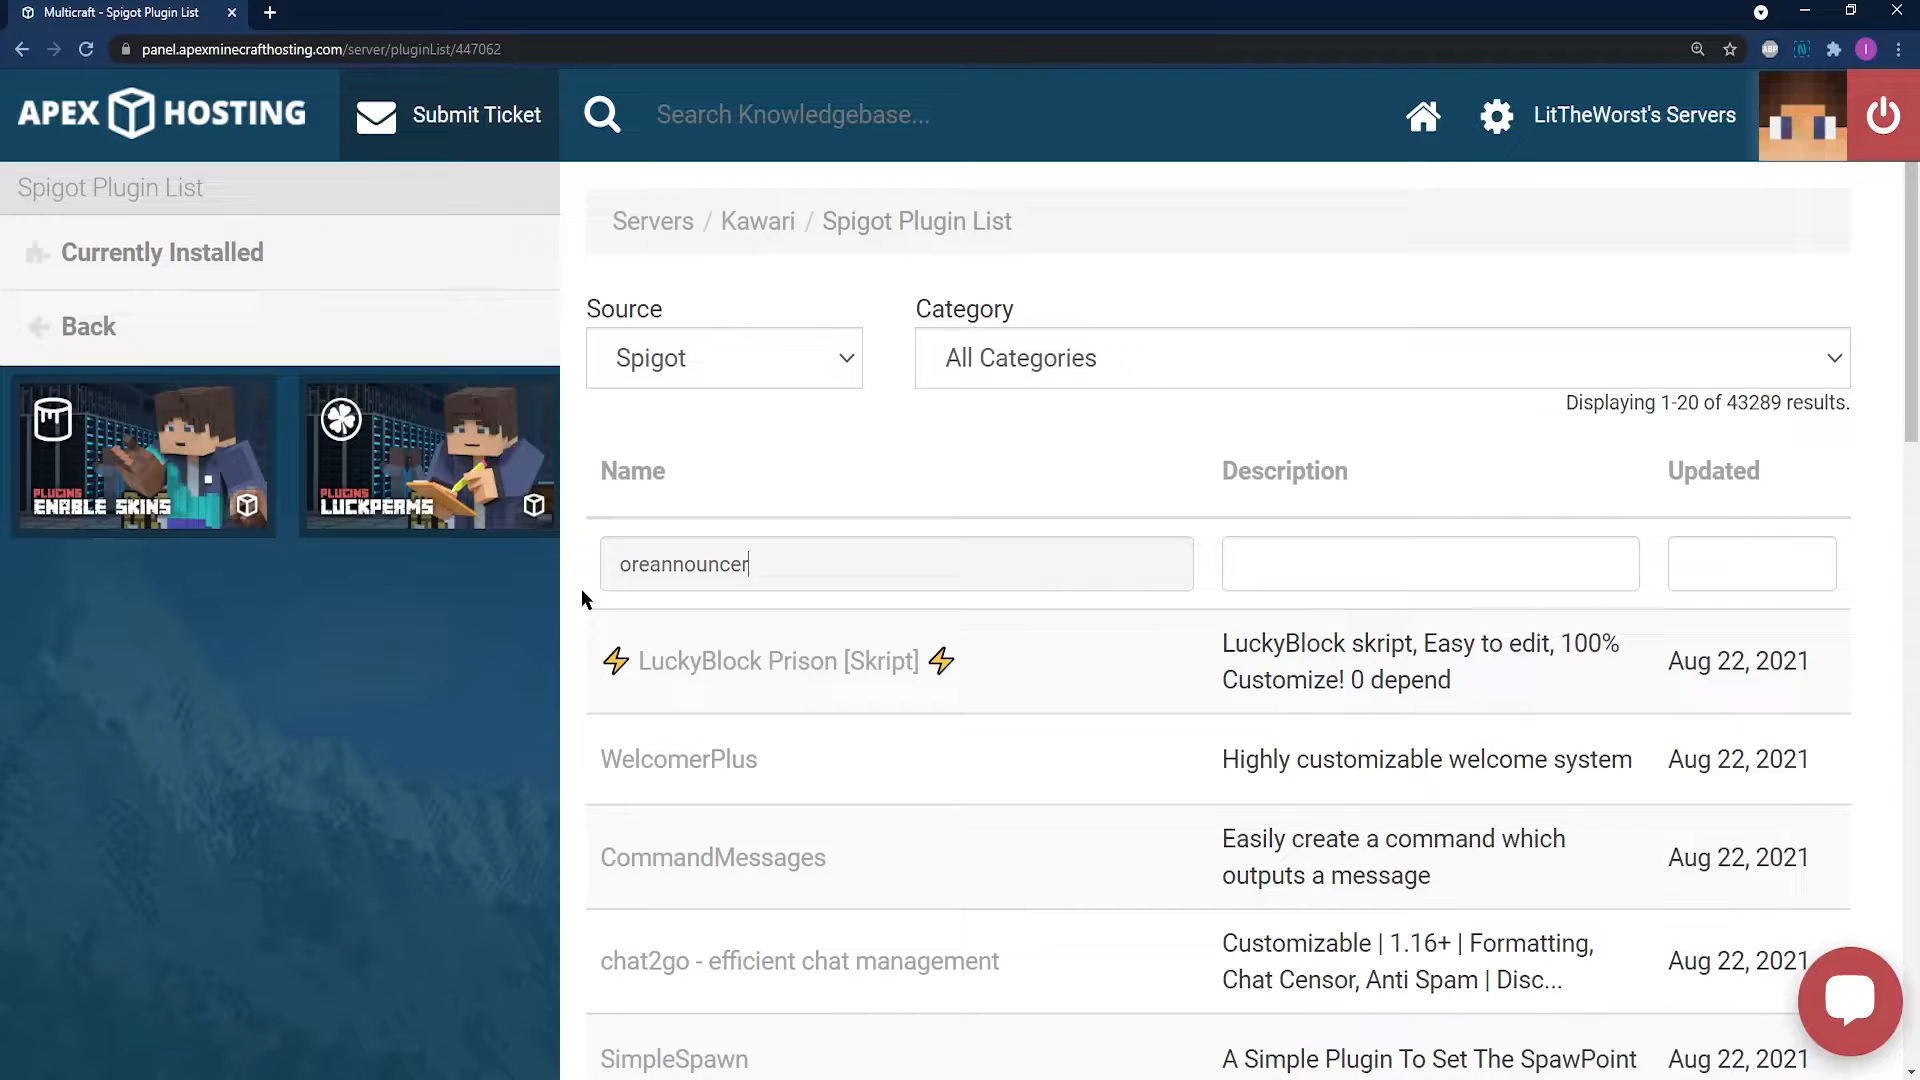 Multicraft - Spigot Plugin List
panel.apexminecrafthosting.com/server/pluginList/447062
ABP
N
I
APEX HOSTING
Submit Ticket
Search Knowledgebase...
LitTheWorst's Servers
Spigot Plugin List
Currently Installed
Back
PLUGINS
ENABLE SKINS
PLUGINS
LUCKPERMS
Servers / Kawari / Spigot Plugin List
Source
Category
Spigot
All Categories
Displaying 1-20 of 43289 results.
Name Description Updated
oreannouncer
⚡ LuckyBlock Prison [Skript] ⚡
LuckyBlock skript, Easy to edit, 100%
Customize! 0 depend
Aug 22, 2021
WelcomerPlus
Highly customizable welcome system
Aug 22, 2021
CommandMessages
Easily create a command which
outputs a message
Aug 22, 2021
chat2go - efficient chat management
Customizable | 1.16+ | Formatting,
Chat Censor, Anti Spam | Disc...
Aug 22, 2021
SimpleSpawn
A Simple Plugin To Set The SpawPoint
Aug 22, 2021